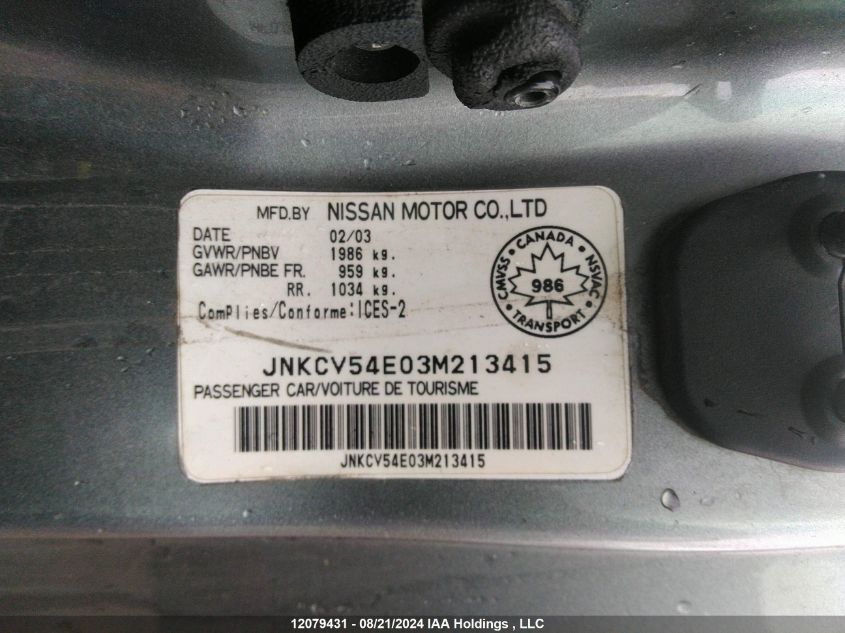 MFD.BY NISSAN MOTOR CO.,LTD
DATE 02/03
GVWR/PNBV 1986 kg.
GAWR/PNBE FR. 959 kg.
RR. 1034 kg.
ComPlies/Conforme:ICES-2
CANADA
CMVSS
NSVAC
986
TRANSPORT
JNKCV54E03M213415
PASSENGER CAR/VOITURE DE TOURISME
JNKCV54E03M213415
12079431 - 08/21/2024 IAA Holdings , LLC